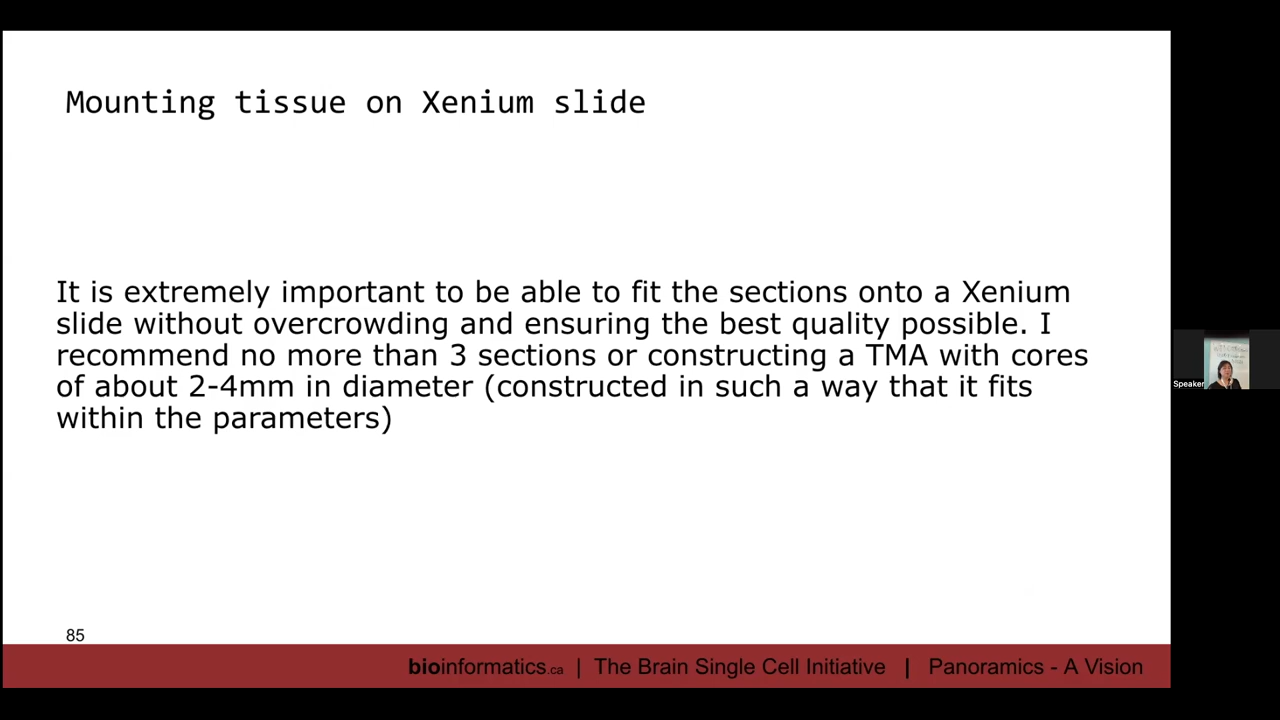 Mounting tissue on Xenium slide
It is extremely important to be able to fit the sections onto a Xenium
slide without overcrowding and ensuring the best quality possible. I
recommend no more than 3 sections or constructing a TMA with cores
of about 2-4mm in diameter (constructed in such a way that it fits
within the parameters)
Speaker
85
bioinformatics.ca | The Brain Single Cell Initiative | Panoramics - A Vision